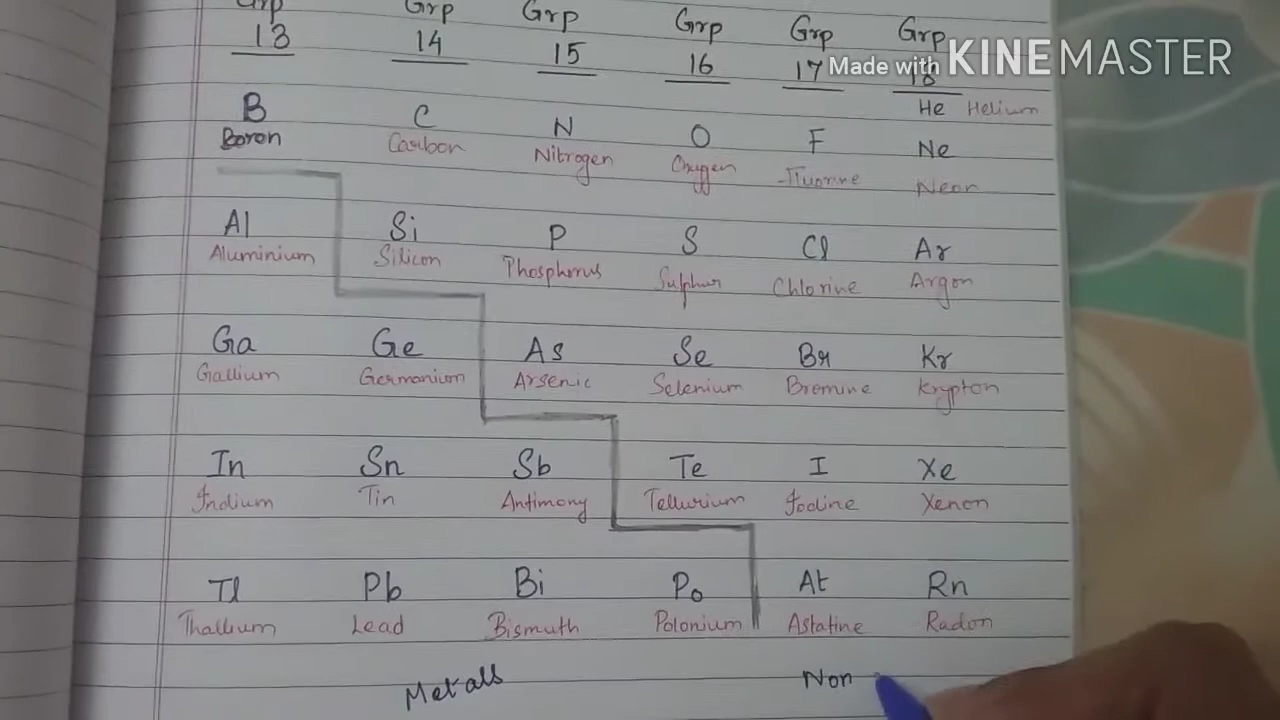 Grp Grp Grp Grp Grp Grp
13 14 15 16 17 18
Made with KINEMASTER
He Helium
B C N O F Ne
Boron Carbon Nitrogen Oxygen Fluorine Neon
Al Si P S Cl Ar
Aluminium Silicon Phosphorus Sulphur Chlorine Argon
Ga Ge As Se Br Kr
Gallium Germanium Arsenic Selenium Bromine Krypton
In Sn Sb Te I Xe
Indium Tin Antimony Tellurium Iodine Xenon
Tl Pb Bi Po At Rn
Thallium Lead Bismuth Polonium Astatine Radon
Metals Non